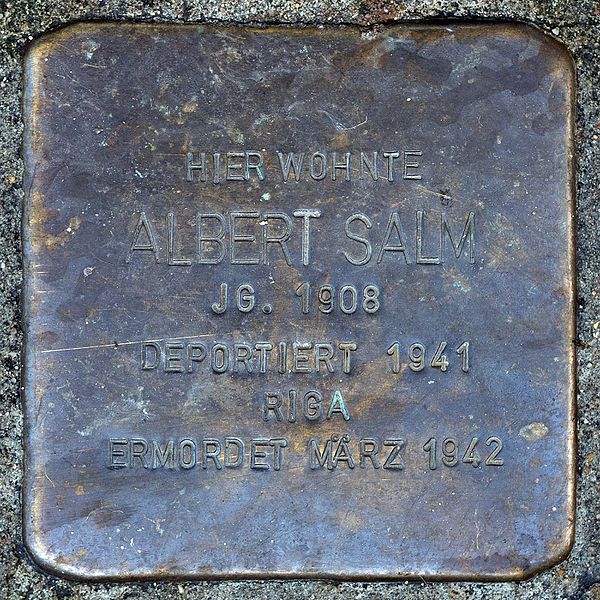 HIER WOHNTE
ALBERT SALM
JG. 1908
DEPORTIERT 1941
RIGA
ERMORDET MÄRZ 1942